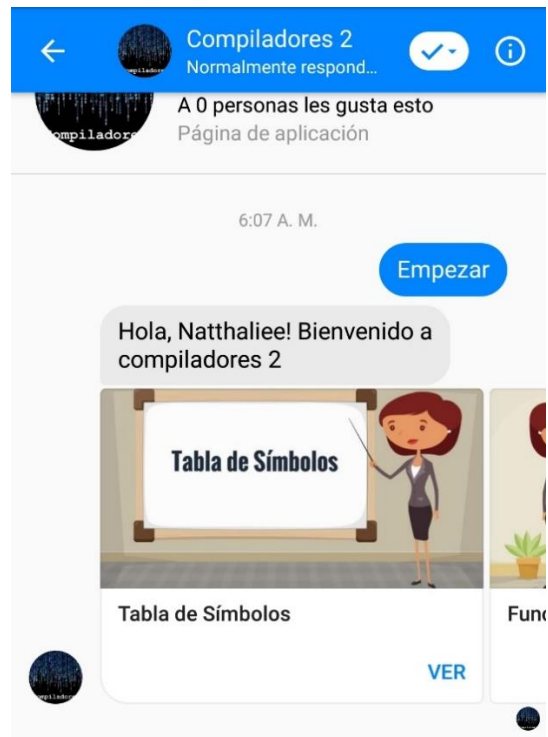 Compiladores 2
Normalmente respond...
A 0 personas les gusta esto
Página de aplicación
6:07 A. M.
Empezar
Hola, Natthaliee! Bienvenido a
compiladores 2
Tabla de Símbolos
Tabla de Símbolos
VER
Func